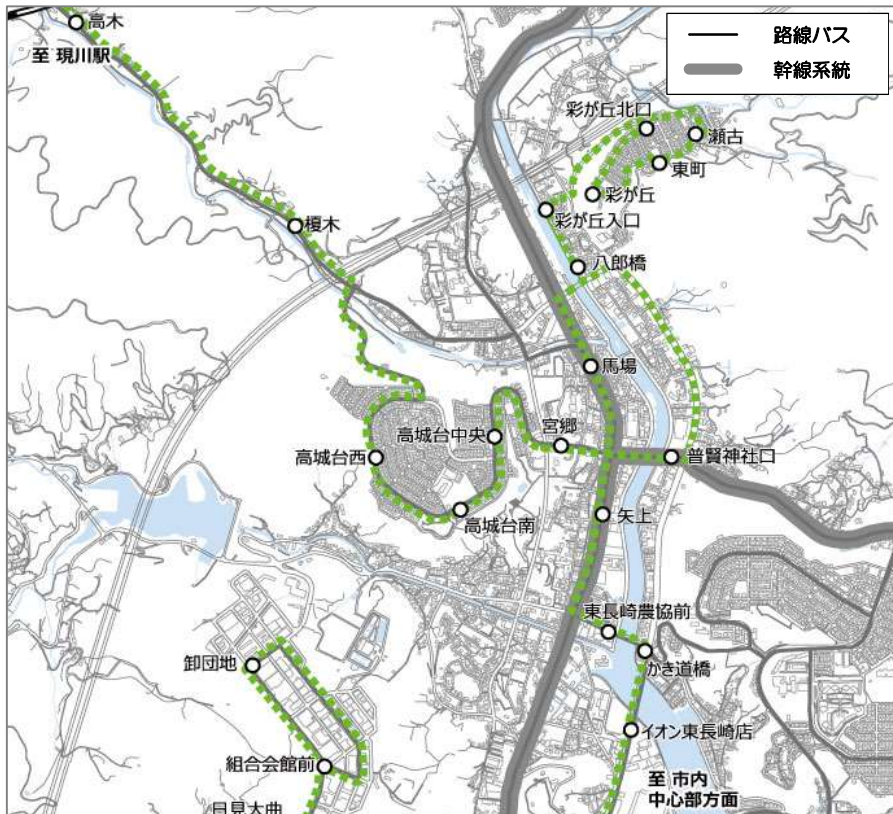 高木
至 現川駅
路線バス
幹線系統
彩が丘北口
瀬古
東町
彩が丘
彩が丘入口
榎木
八郎橋
馬場
高城台中央
宮郷
高城台西
普賢神社口
高城台南
矢上
東長崎農協前
卸団地
かき道橋
イオン東長崎店
組合会館前
至 市内
中心部方面
日見大曲